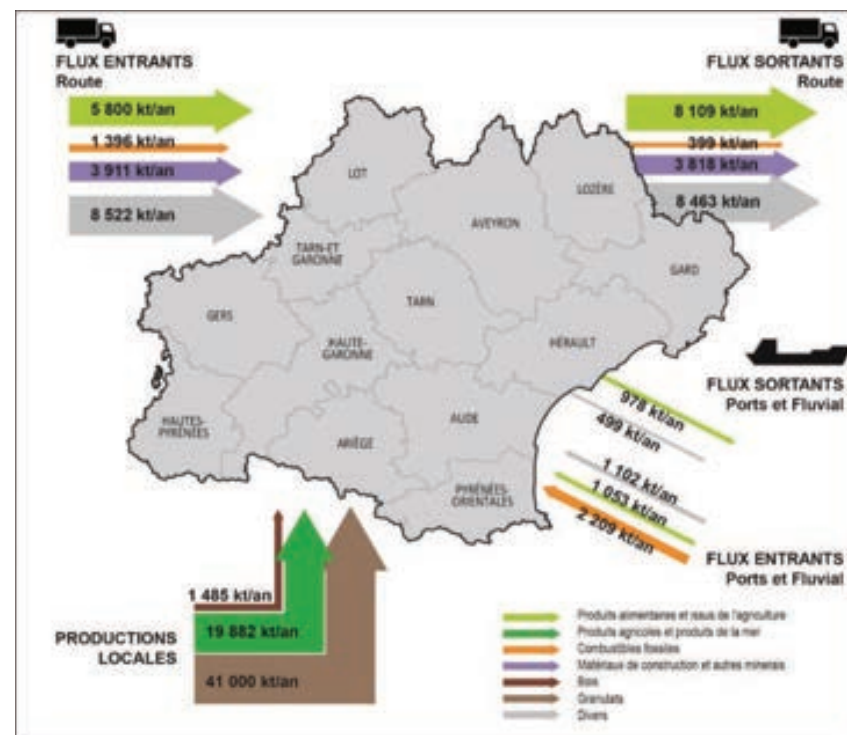 FLUX ENTRANTS
Route
5 800 kt/an
1 396 kt/an
3 911 kt/an
8 522 kt/an
FLUX SORTANTS
Route
8 109 kt/an
399 kt/an
3 818 kt/an
8 463 kt/an
LOT
LOZÈRE
AVEYRON
TARN-ET
GARONNE
GARD
GERS
TARN
HAUTE-
GARONNE
HÉRAULT
HAUTES-
PYRÉNÉES
AUDE
ARIÈGE
PYRÉNÉES-
ORIENTALES
FLUX SORTANTS
Ports et Fluvial
978 kt/an
499 kt/an
1 102 kt/an
1 053 kt/an
2 209 kt/an
FLUX ENTRANTS
Ports et Fluvial
PRODUCTIONS
LOCALES
1 485 kt/an
19 882 kt/an
41 000 kt/an
Produits alimentaires et issus de l'agriculture
Produits agricoles et produits de la mer
Combustibles fossiles
Matériaux de construction et autres minerais
Bois
Granulats
Divers